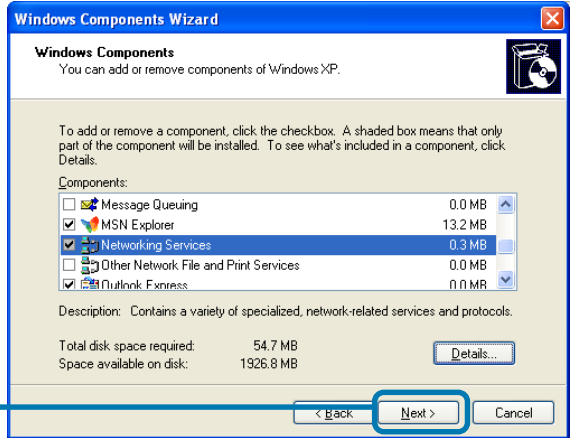 Windows Components Wizard
Windows Components
You can add or remove components of Windows XP.
To add or remove a component, click the checkbox. A shaded box means that only
part of the component will be installed. To see what's included in a component, click
Details.
Components:
Message Queuing 0.0 MB
MSN Explorer 13.2 MB
Networking Services 0.3 MB
Other Network File and Print Services 0.0 MB
Outlook Express 0.0 MB
Description: Contains a variety of specialized, network-related services and protocols.
Total disk space required: 54.7 MB
Space available on disk: 1926.8 MB
Details...
< Back Next > Cancel